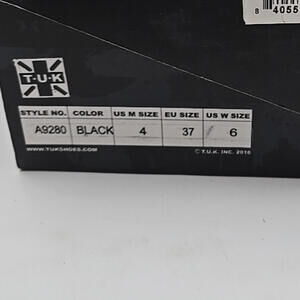 8 4055
T·U·K
STYLE NO. COLOR US M SIZE EU SIZE US W SIZE
A9280 BLACK 4 37 6
WWW.TUKSHOES.COM
© T.U.K. INC. 2016